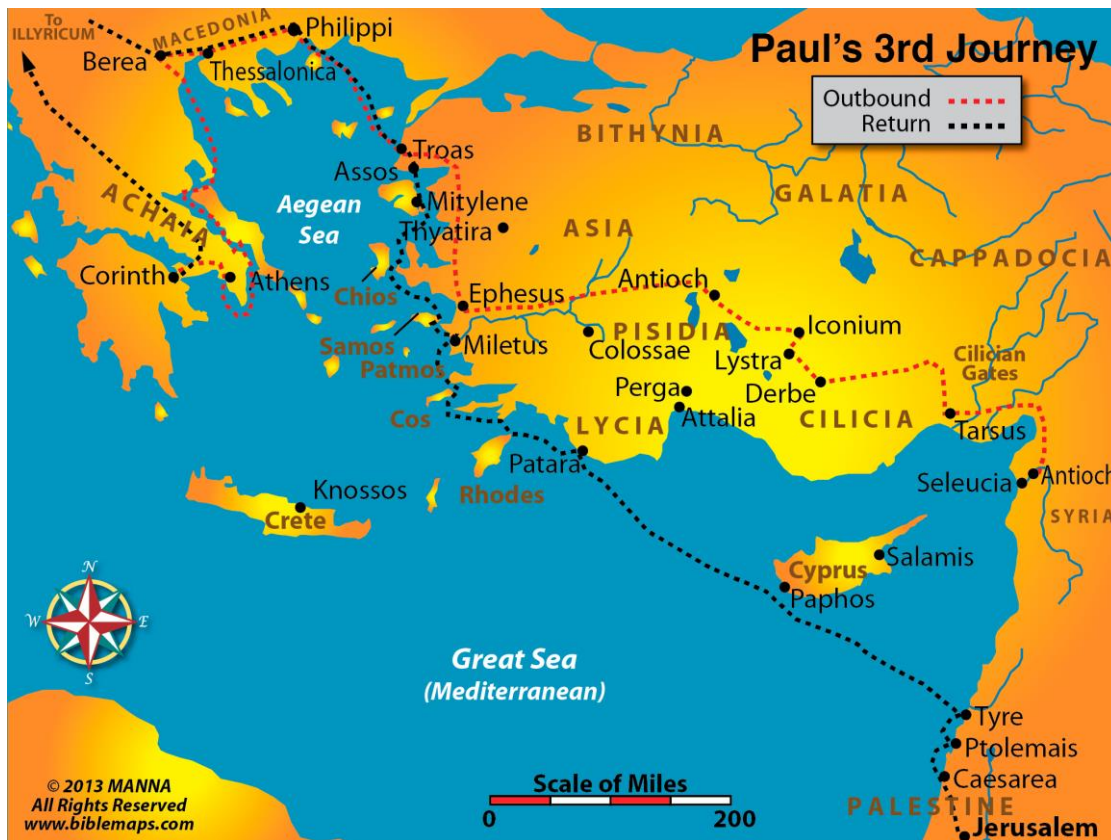 To
ILLYRICUM
MACEDONIA
Philippi
Berea
Thessalonica
Paul's 3rd Journey
Outbound
Return
BITHYNIA
GALATIA
CAPPADOCIA
Troas
Assos
Mitylene
Thyatira
ASIA
Aegean
Sea
ACHAIA
Corinth
Athens
Chios
Ephesus
Antioch
PISIDIA
Iconium
Samos
Miletus
Colossae
Lystra
Cilician
Gates
Patmos
Perga
Derbe
Cos
LYCIA
Attalia
CILICIA
Tarsus
Patara
Rhodes
Seleucia
Antioch
SYRIA
Knossos
Crete
Cyprus
Salamis
Paphos
N
W
E
S
Great Sea
(Mediterranean)
Tyre
Ptolemais
Caesarea
PALESTINE
Jerusalem
© 2013 MANNA
All Rights Reserved
www.biblemaps.com
Scale of Miles
0 200